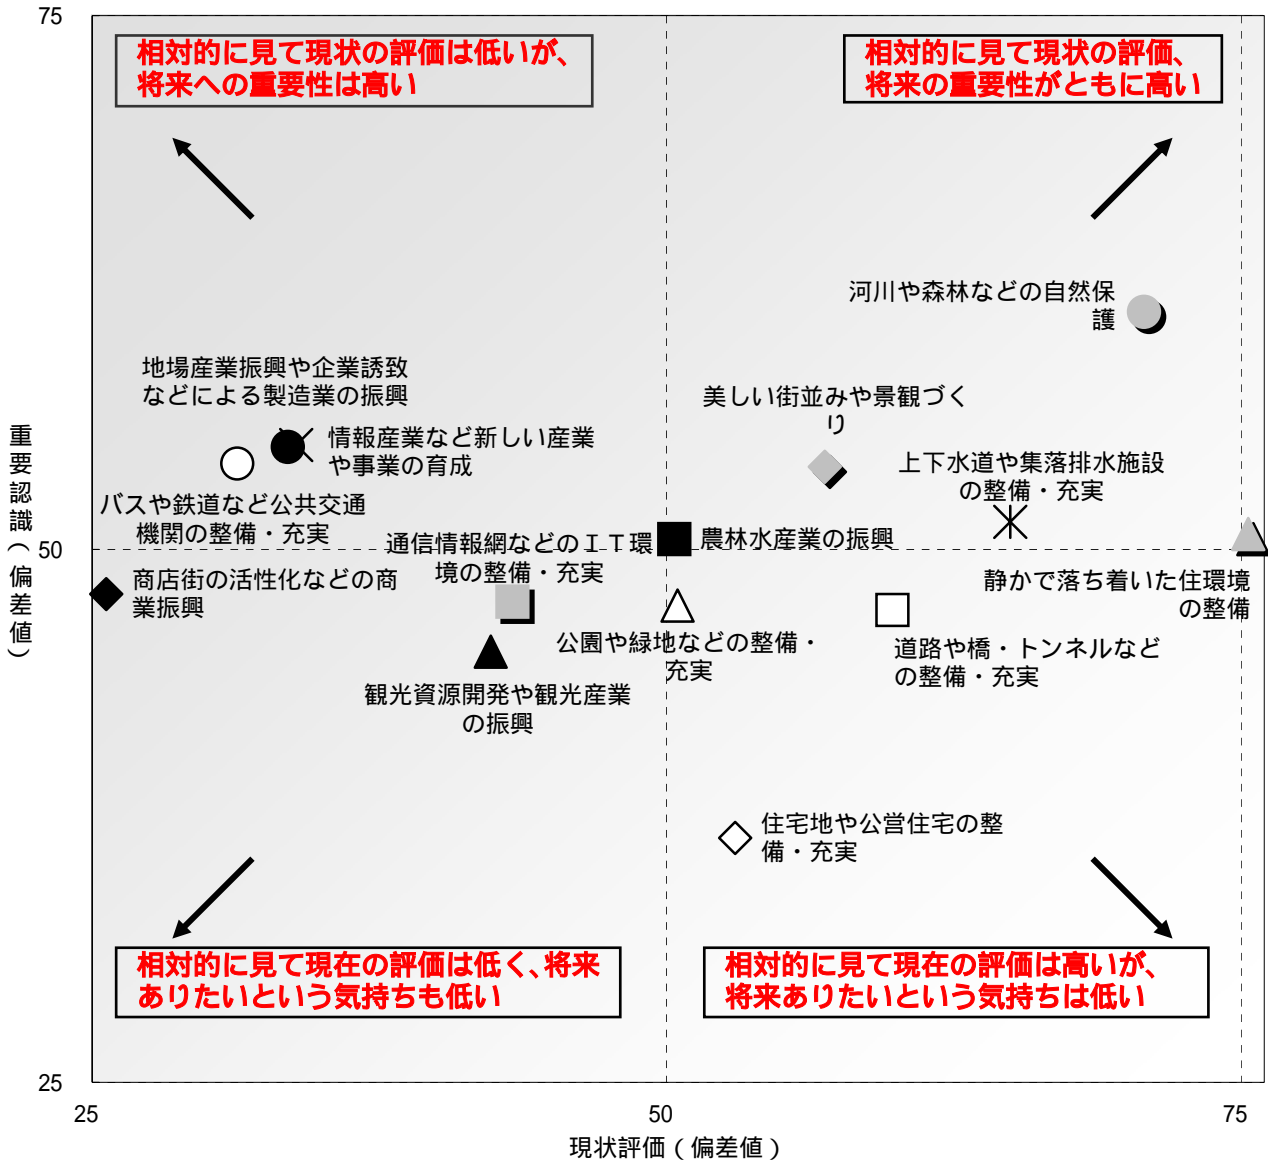 75
相対的に見て現状の評価は低いが、
将来への重要性は高い
相対的に見て現状の評価、
将来の重要性がともに高い
河川や森林などの自然保
護
地場産業振興や企業誘致
などによる製造業の振興
美しい街並みや景観づく
り
情報産業など新しい産業
や事業の育成
上下水道や集落排水施設
の整備・充実
バスや鉄道など公共交通
機関の整備・充実
重要認識(偏差値)
50
通信情報網などのIT環
境の整備・充実
農林水産業の振興
商店街の活性化などの商
業振興
静かで落ち着いた住環境
の整備
公園や緑地などの整備・
充実
道路や橋・トンネルなど
の整備・充実
観光資源開発や観光産業
の振興
住宅地や公営住宅の整
備・充実
相対的に見て現在の評価は低く、将来
ありたいという気持ちも低い
相対的に見て現在の評価は高いが、
将来ありたいという気持ちは低い
25
25
50
75
現状評価(偏差値)